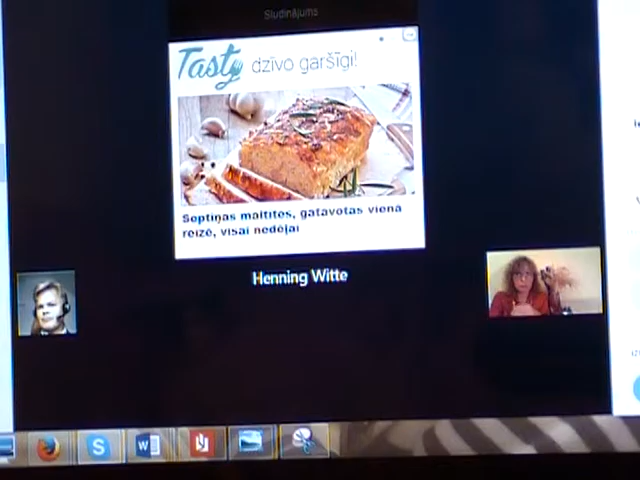 Sludinājums
Tasty dzīvo garšīgi!
Septiņas maltītes, gatavotas vienā
reizē, visai nedēļai
Henning Witte